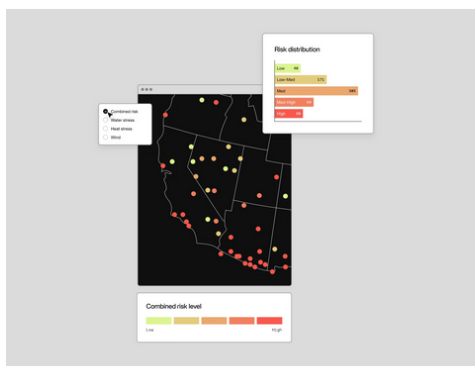 Risk distribution
Low
Low-Med
Med
Med-High
High
Combined risk
Water stress
Heat stress
Wind
Combined risk level
Low
High